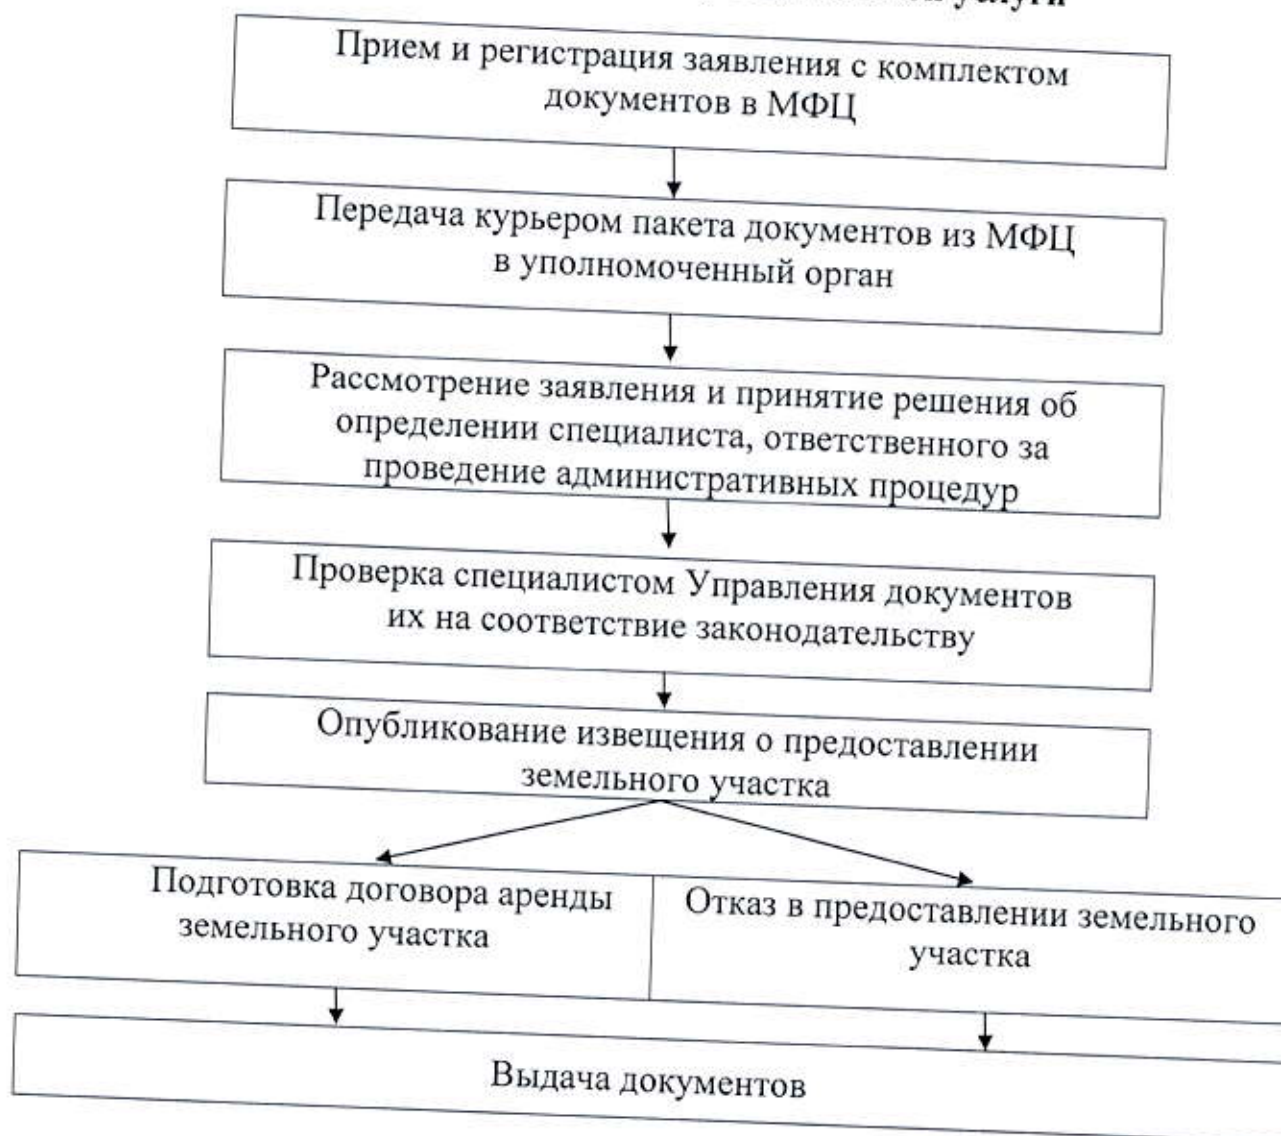 услуги
Прием и регистрация заявления с комплектом
документов в МФЦ
Передача курьером пакета документов из МФЦ
в уполномоченный орган
Рассмотрение заявления и принятие решения об
определении специалиста, ответственного за
проведение административных процедур
Проверка специалистом Управления документов
их на соответствие законодательству
Опубликование извещения о предоставлении
земельного участка
Подготовка договора аренды
земельного участка
Отказ в предоставлении земельного
участка
Выдача документов